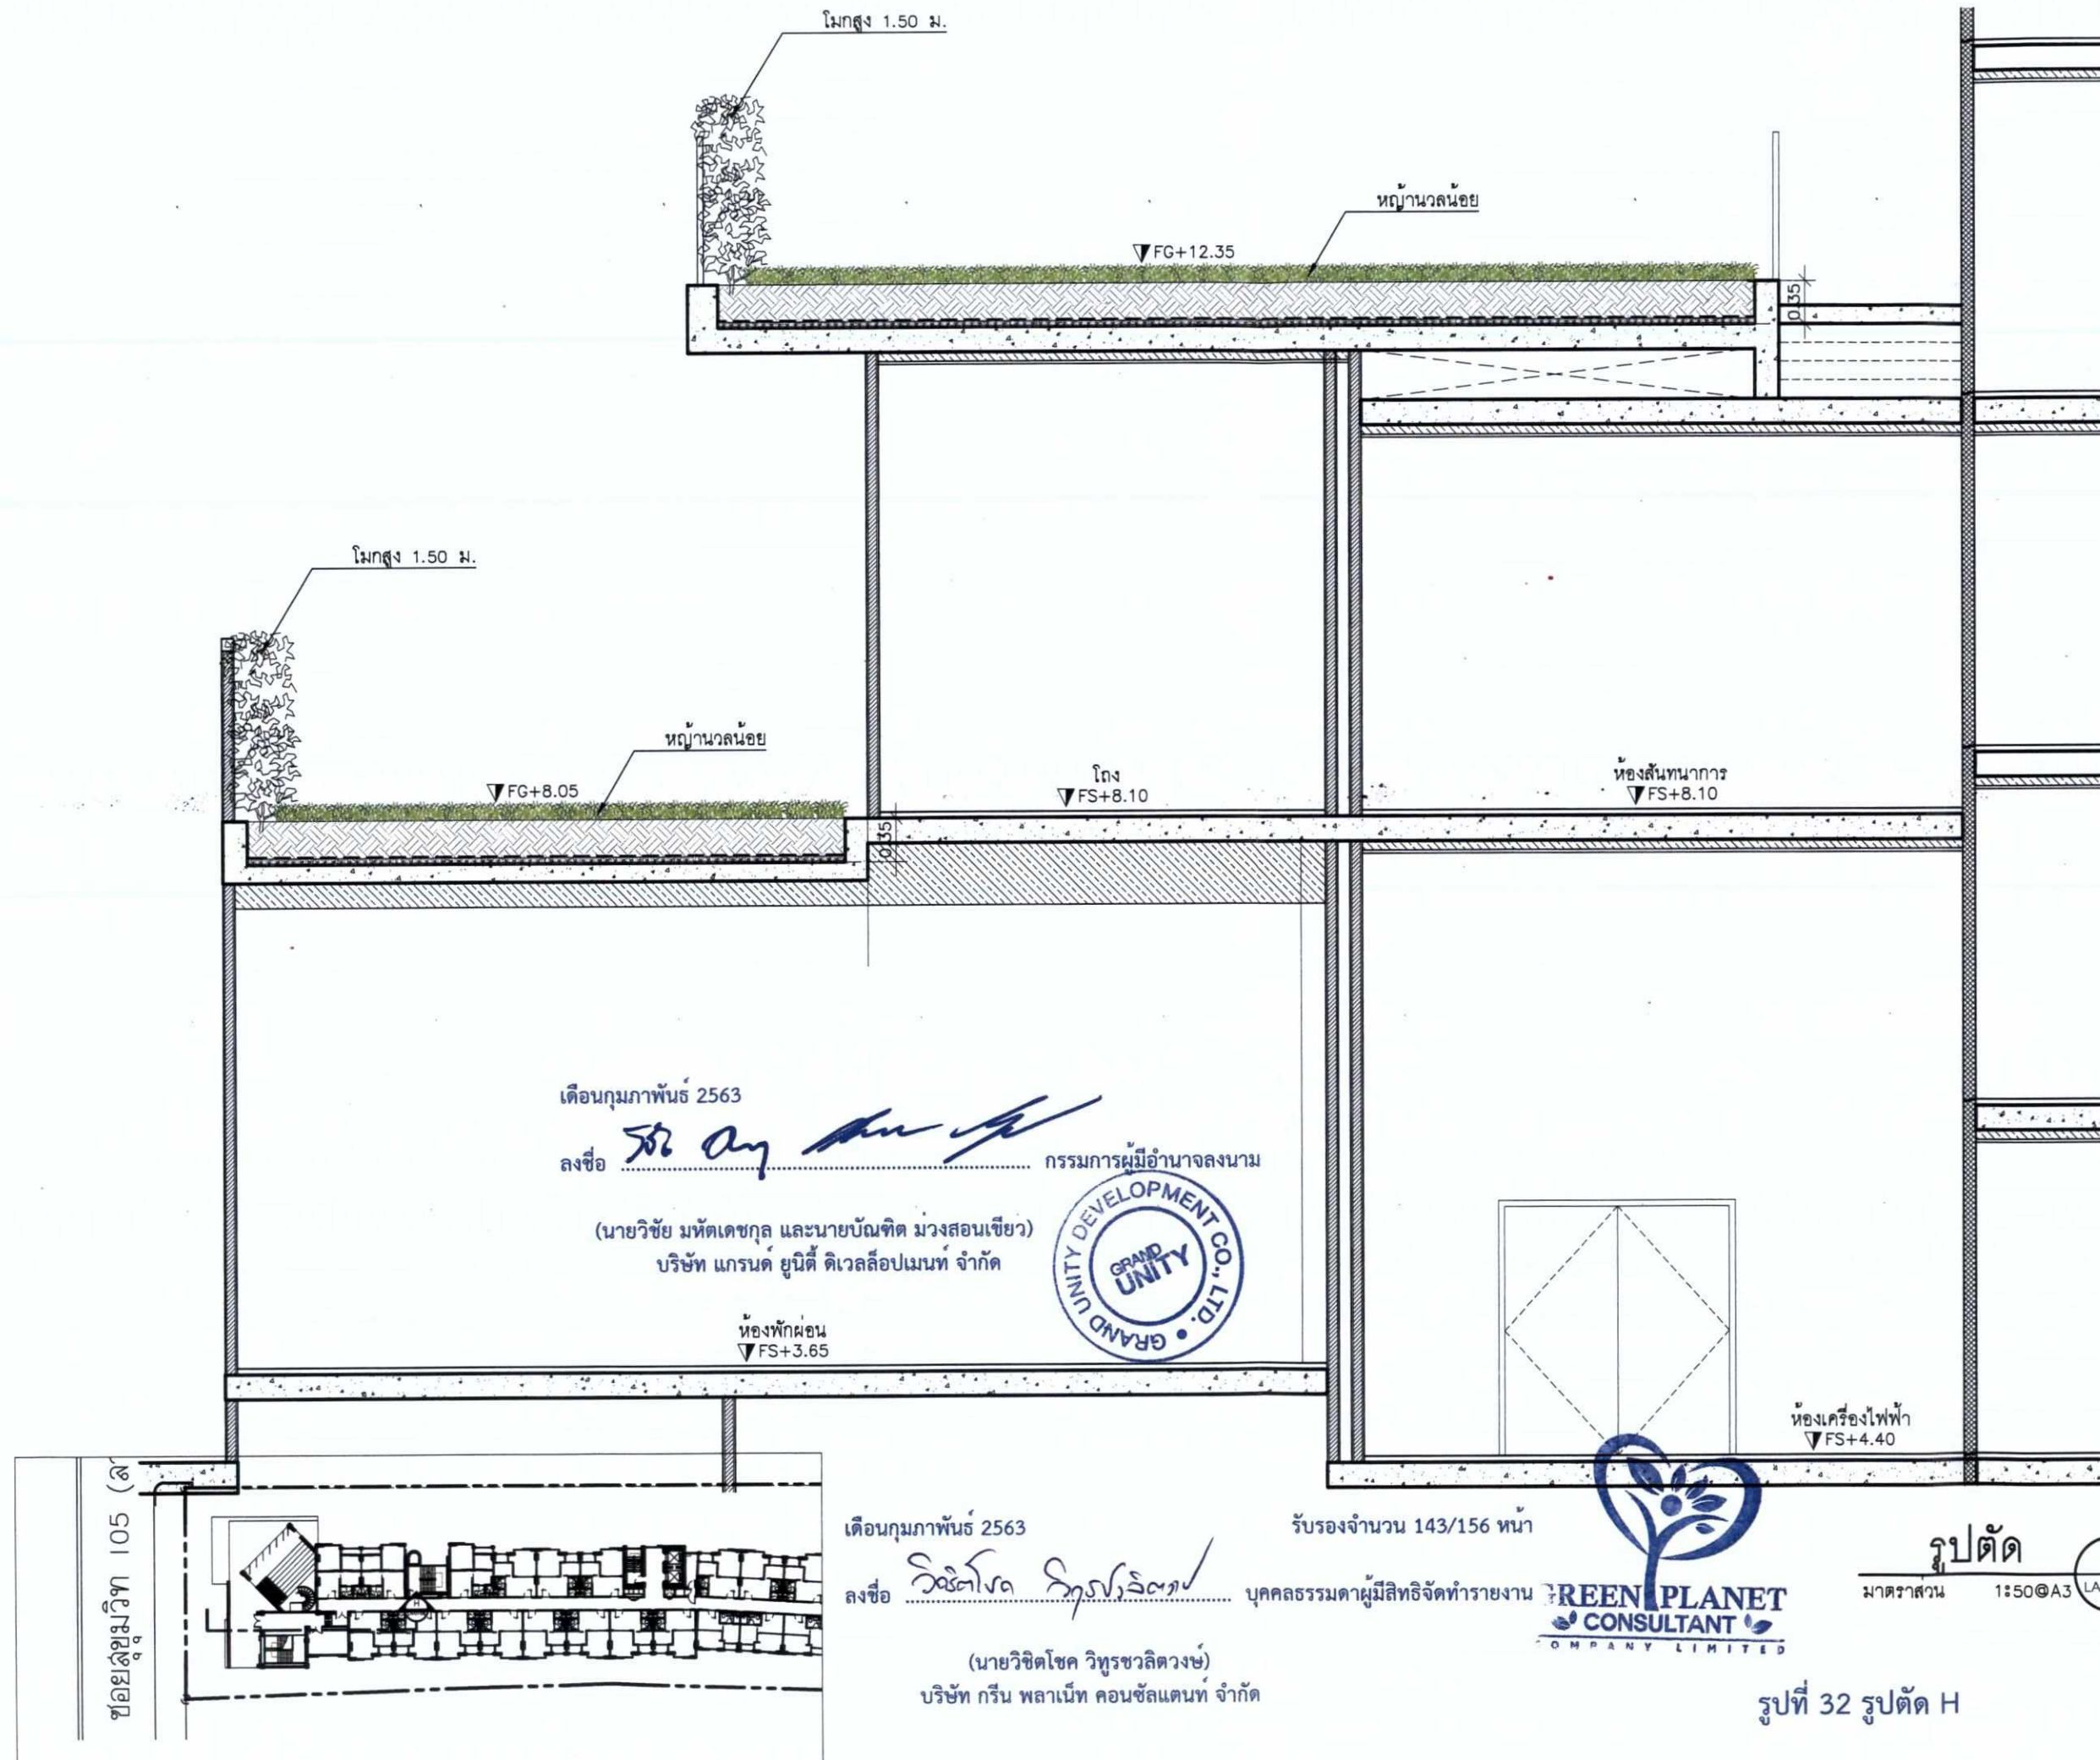 โมกสูง 1.50 ม.
หญ้านวลน้อย
FG+12.35
0.35
โมกสูง 1.50 ม.
หญ้านวลน้อย
FG+8.05
0.35
โถง
FS+8.10
ห้องสันทนาการ
FS+8.10
เดือนกุมภาพันธ์ 2563
ลงชื่อ กรรมการผู้มีอำนาจลงนาม
(นายวิชัย มหัตเดชกุล และนายบัณฑิต ม่วงสอนเขียว)
บริษัท แกรนด์ ยูนิตี้ ดิเวลล็อปเมนท์ จำกัด
GRAND UNITY DEVELOPMENT CO., LTD.
GRAND
UNITY
ห้องพักผ่อน
FS+3.65
ห้องเครื่องไฟฟ้า
FS+4.40
ซอยสุขุมวิท 105 (ลา
H
เดือนกุมภาพันธ์ 2563
รับรองจำนวน 143/156 หน้า
ลงชื่อ บุคคลธรรมดาผู้มีสิทธิจัดทำรายงาน
(นายวิชิตโชค วิทูรชวลิตวงษ์)
บริษัท กรีน พลาเน็ท คอนซัลแตนท์ จำกัด
GREEN PLANET
CONSULTANT
COMPANY LIMITED
รูปตัด
มาตราส่วน 1:50@A3
LA
รูปที่ 32 รูปตัด H